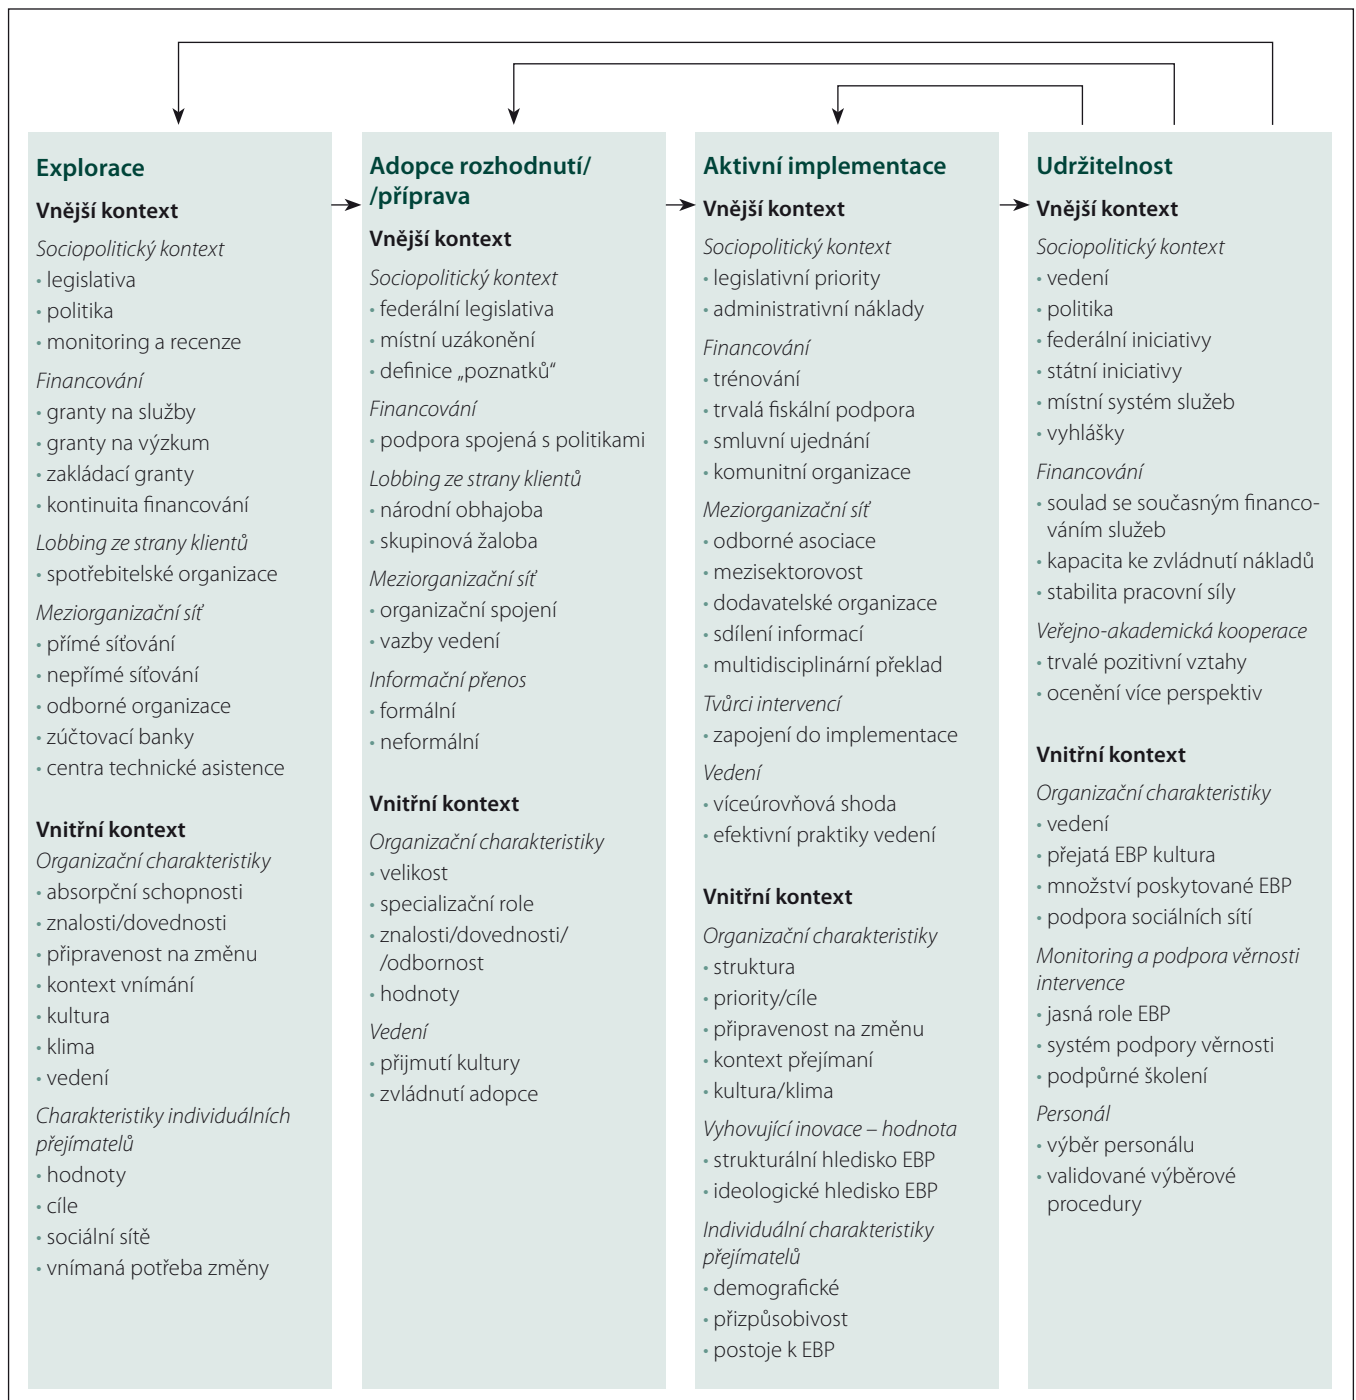 Explorace
Vnější kontext
Sociopolitický kontext
• legislativa
• politika
• monitoring a recenze
Financování
• granty na služby
• granty na výzkum
• zakládací granty
• kontinuita financování
Lobbing ze strany klientů
• spotřebitelské organizace
Meziorganizační síť
• přímé síťování
• nepřímé síťování
• odborné organizace
• zúčtovací banky
• centra technické asistence
Vnitřní kontext
Organizační charakteristiky
• absorpční schopnosti
• znalosti/dovednosti
• připravenost na změnu
• kontext vnímání
• kultura
• klima
• vedení
Charakteristiky individuálních
přejímatelů
• hodnoty
• cíle
• sociální sítě
• vnímaná potřeba změny
Adopce rozhodnutí/
/příprava
Vnější kontext
Sociopolitický kontext
• federální legislativa
• místní uzákonění
• definice „poznatků“
Financování
• podpora spojená s politikami
Lobbing ze strany klientů
• národní obhajoba
• skupinová žaloba
Meziorganizační síť
• organizační spojení
• vazby vedení
Informační přenos
• formální
• neformální
Vnitřní kontext
Organizační charakteristiky
• velikost
• specializační role
• znalosti/dovednosti/
/odbornost
• hodnoty
Vedení
• přijmutí kultury
• zvládnutí adopce
Aktivní implementace
Vnější kontext
Sociopolitický kontext
• legislativní priority
• administrativní náklady
Financování
• trénování
• trvalá fiskální podpora
• smluvní ujednání
• komunitní organizace
Meziorganizační síť
• odborné asociace
• mezisektorovost
• dodavatelské organizace
• sdílení informací
• multidisciplinární překlad
Tvůrci intervencí
• zapojení do implementace
Vedení
• víceúrovňová shoda
• efektivní praktiky vedení
Vnitřní kontext
Organizační charakteristiky
• struktura
• priority/cíle
• připravenost na změnu
• kontext přejímaní
• kultura/klima
Vyhovující inovace – hodnota
• strukturální hledisko EBP
• ideologické hledisko EBP
Individuální charakteristiky
přejímatelů
• demografické
• přizpůsobivost
• postoje k EBP
Udržitelnost
Vnější kontext
Sociopolitický kontext
• vedení
• politika
• federální iniciativy
• státní iniciativy
• místní systém služeb
• vyhlášky
Financování
• soulad se současným financo-
váním služeb
• kapacita ke zvládnutí nákladů
• stabilita pracovní síly
Veřejno-akademická kooperace
• trvalé pozitivní vztahy
• ocenění více perspektiv
Vnitřní kontext
Organizační charakteristiky
• vedení
• přejatá EBP kultura
• množství poskytované EBP
• podpora sociálních sítí
Monitoring a podpora věrnosti
intervence
• jasná role EBP
• systém podpory věrnosti
• podpůrné školení
Personál
• výběr personálu
• validované výběrové
procedury